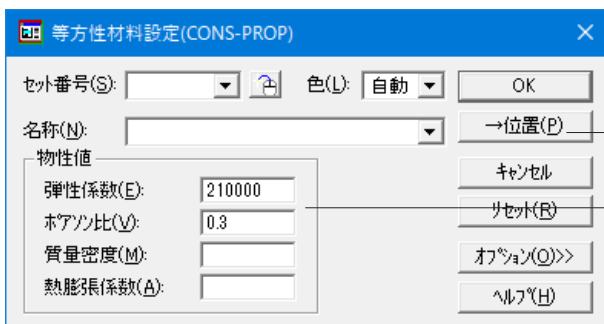 等方性材料設定(CONS-PROP)
ｾｯﾄ番号(S): 色(L): 自動 OK
名称(N): →位置(P)
物性値 ｷｬﾝｾﾙ
弾性係数(E): 210000
ﾎﾟｱｿﾝ比(V): 0.3 ﾘｾｯﾄ(R)
質量密度(M): ｵﾌﾟｼｮﾝ(O)>>
熱膨張係数(A): ﾍﾙﾌﾟ(H)